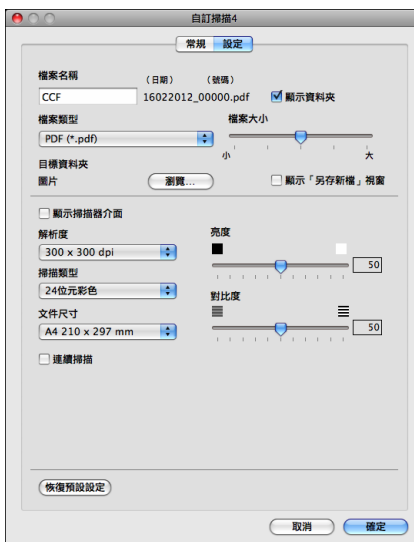 自訂掃描4
常規 設定
檔案名稱 （日期） （號碼）
CCF 16022012_00000.pdf 顯示資料夾
檔案類型 檔案大小
PDF (*.pdf)
小 大
目標資料夾
圖片 瀏覽... 顯示「另存新檔」視窗
顯示掃描器介面
解析度 亮度
300 x 300 dpi 50
掃描類型
24位元彩色 對比度
文件尺寸
A4 210 x 297 mm 50
連續掃描
恢復預設設定
取消 確定